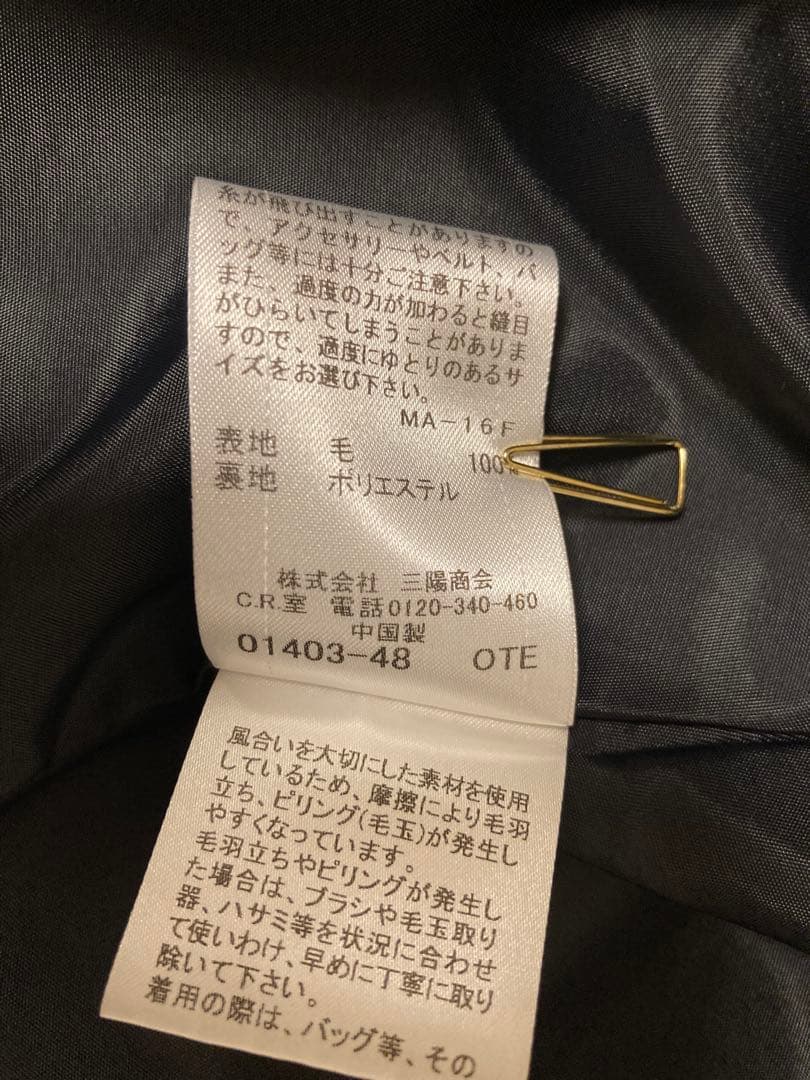 糸が飛び出すことがありますの
で、アクセサリーやベルト、バ
ッグ等には十分ご注意下さい。
また、過度の力が加わると縫目
がひらいてしまうことがありま
すので、適度にゆとりのあるサ
イズをお選び下さい。
MA-16F
表地 毛 100%
裏地 ポリエステル
株式会社 三陽商会
C.R.室 電話0120-340-460
中国製
01403-48 OTE
風合いを大切にした素材を使用
しているため、摩擦により毛羽
立ち、ピリング(毛玉)が発生し
やすくなっています。
毛羽立ちやピリングが発生し
た場合は、ブラシや毛玉取り
器、ハサミ等を状況に合わせ
て使いわけ、早めに丁寧に取り
除いて下さい。
着用の際は、バッグ等、その